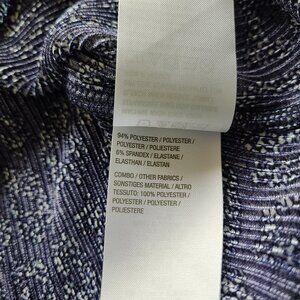 94% POLYESTER / POLYESTER /
POLYESTER / POLIESTERE
6% SPANDEX / ELASTANE /
ELASTHAN / ELASTAN
COMBO / OTHER FABRICS /
SONSTIGES MATERIAL / ALTRO
TESSUTO: 100% POLYESTER /
POLYESTER / POLYESTER /
POLIESTERE